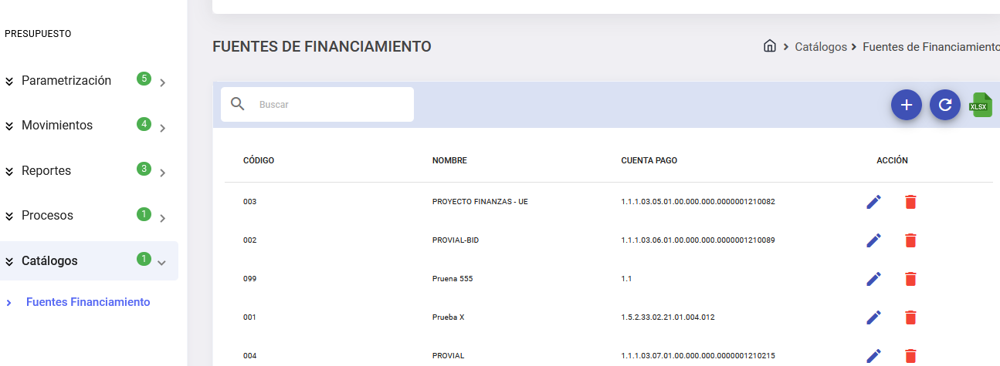 PRESUPUESTO
Parametrización 5
Movimientos 4
Reportes 3
Procesos 1
Catálogos 1
Fuentes Financiamiento
FUENTES DE FINANCIAMIENTO
Catálogos Fuentes de Financiamiento
Buscar
XLSX
CÓDIGO NOMBRE CUENTA PAGO ACCIÓN
003 PROYECTO FINANZAS - UE 1.1.1.03.05.01.00.000.000.0000001210082
002 PROVIAL-BID 1.1.1.03.06.01.00.000.000.0000001210089
099 Pruena 555 1.1
001 Prueba X 1.5.2.33.02.21.01.004.012
004 PROVIAL 1.1.1.03.07.01.00.000.000.0000001210215